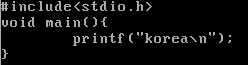 #include<stdio.h>
void main(){
        printf("korea\n");
}